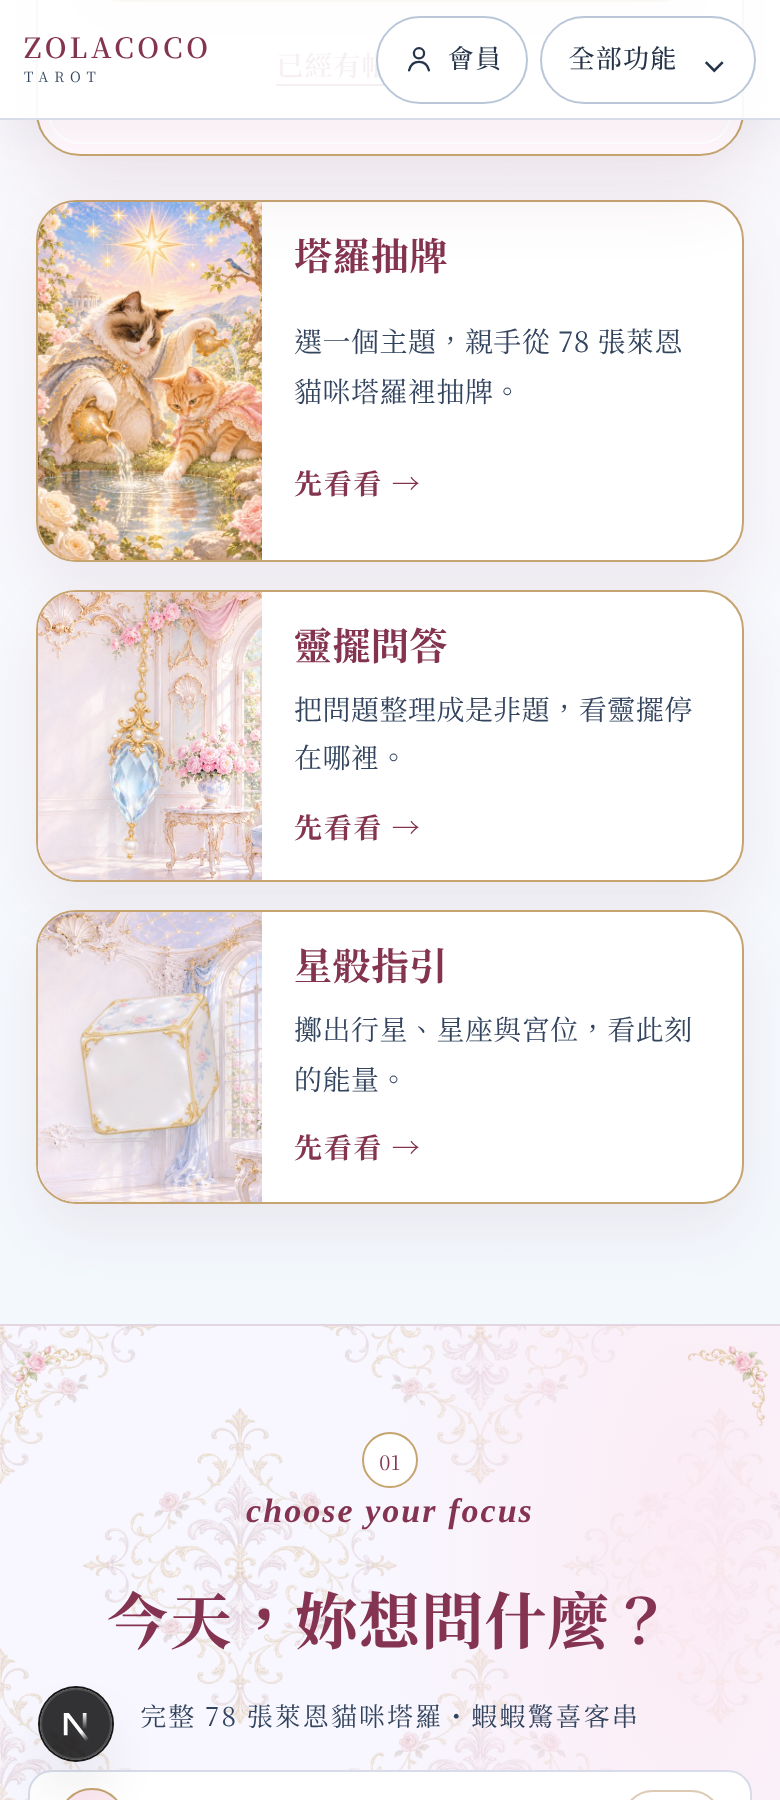 ZOLACOCO
TAROT
已經有帳
會員
全部功能
塔羅抽牌
選一個主題，親手從 78 張萊恩
貓咪塔羅裡抽牌。
先看看 →
靈擺問答
把問題整理成是非題，看靈擺停
在哪裡。
先看看 →
星骰指引
擲出行星、星座與宮位，看此刻
的能量。
先看看 →
01
choose your focus
今天，妳想問什麼？
N
完整 78 張萊恩貓咪塔羅・蝦蝦驚喜客串